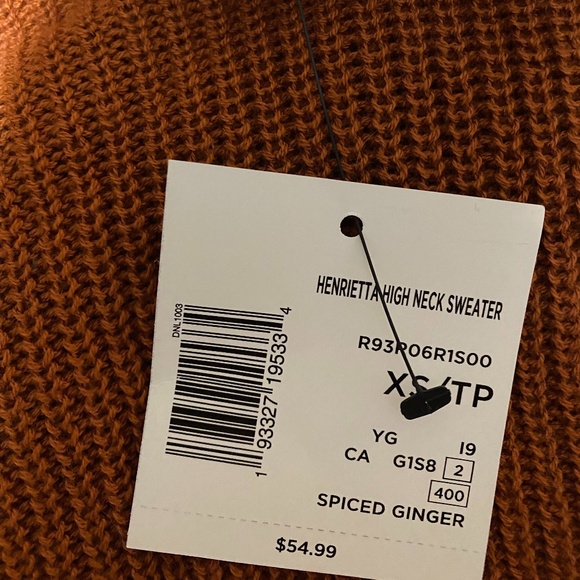 HENRIETTA HIGH NECK SWEATER
R93P06R1S00
XS/TP
YG I9
CA G1S8 2
400
SPICED GINGER
$54.99
DNL1003
1 93327 19533 4